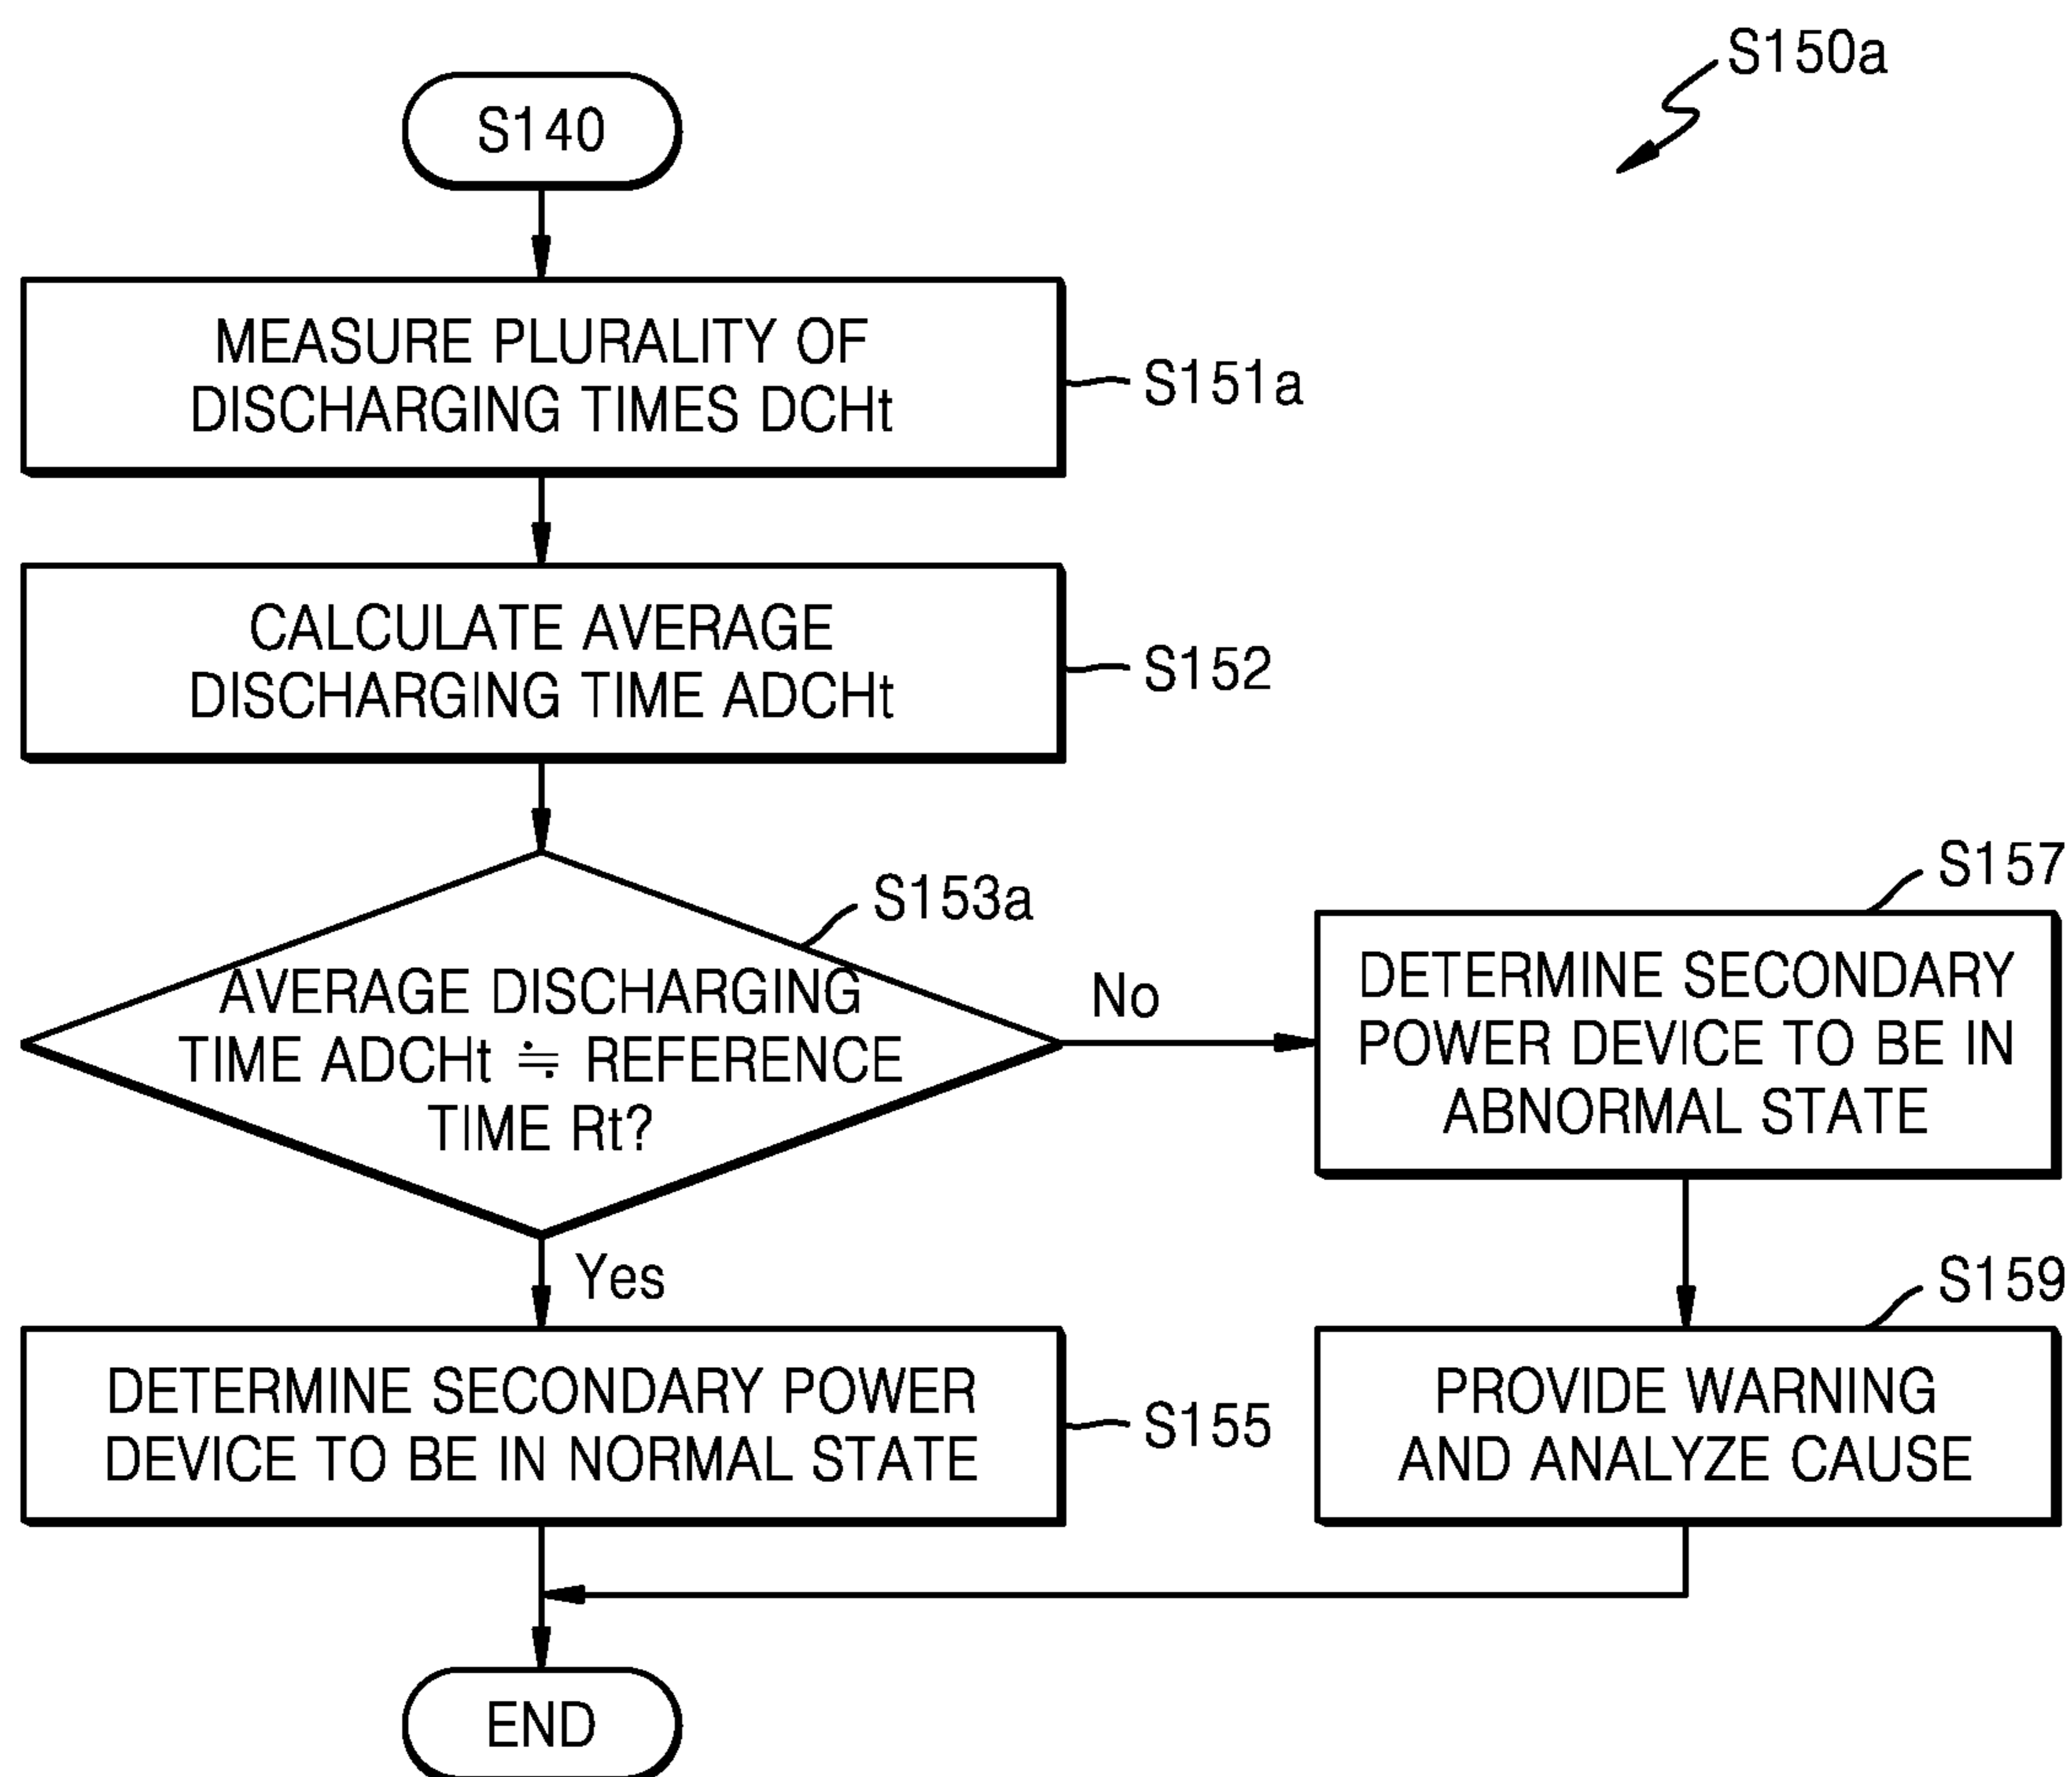 S150a
S140
MEASURE PLURALITY OF
DISCHARGING TIMES DCHt
S151a
CALCULATE AVERAGE
DISCHARGING TIME ADCHt
S152
S153a
AVERAGE DISCHARGING
TIME ADCHt ≒ REFERENCE
TIME Rt?
No
Yes
S157
DETERMINE SECONDARY
POWER DEVICE TO BE IN
ABNORMAL STATE
DETERMINE SECONDARY POWER
DEVICE TO BE IN NORMAL STATE
S155
S159
PROVIDE WARNING
AND ANALYZE CAUSE
END